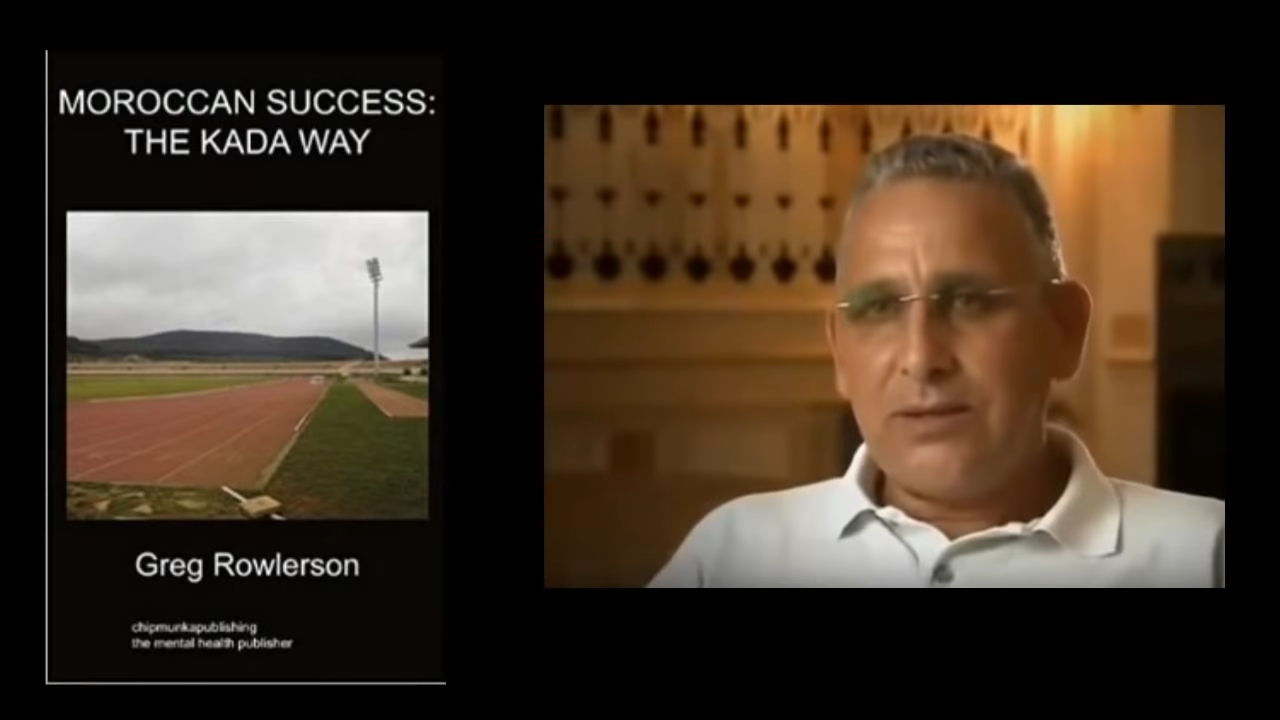 MOROCCAN SUCCESS:
THE KADA WAY
Greg Rowlerson
chipmunkapublishing
the mental health publisher